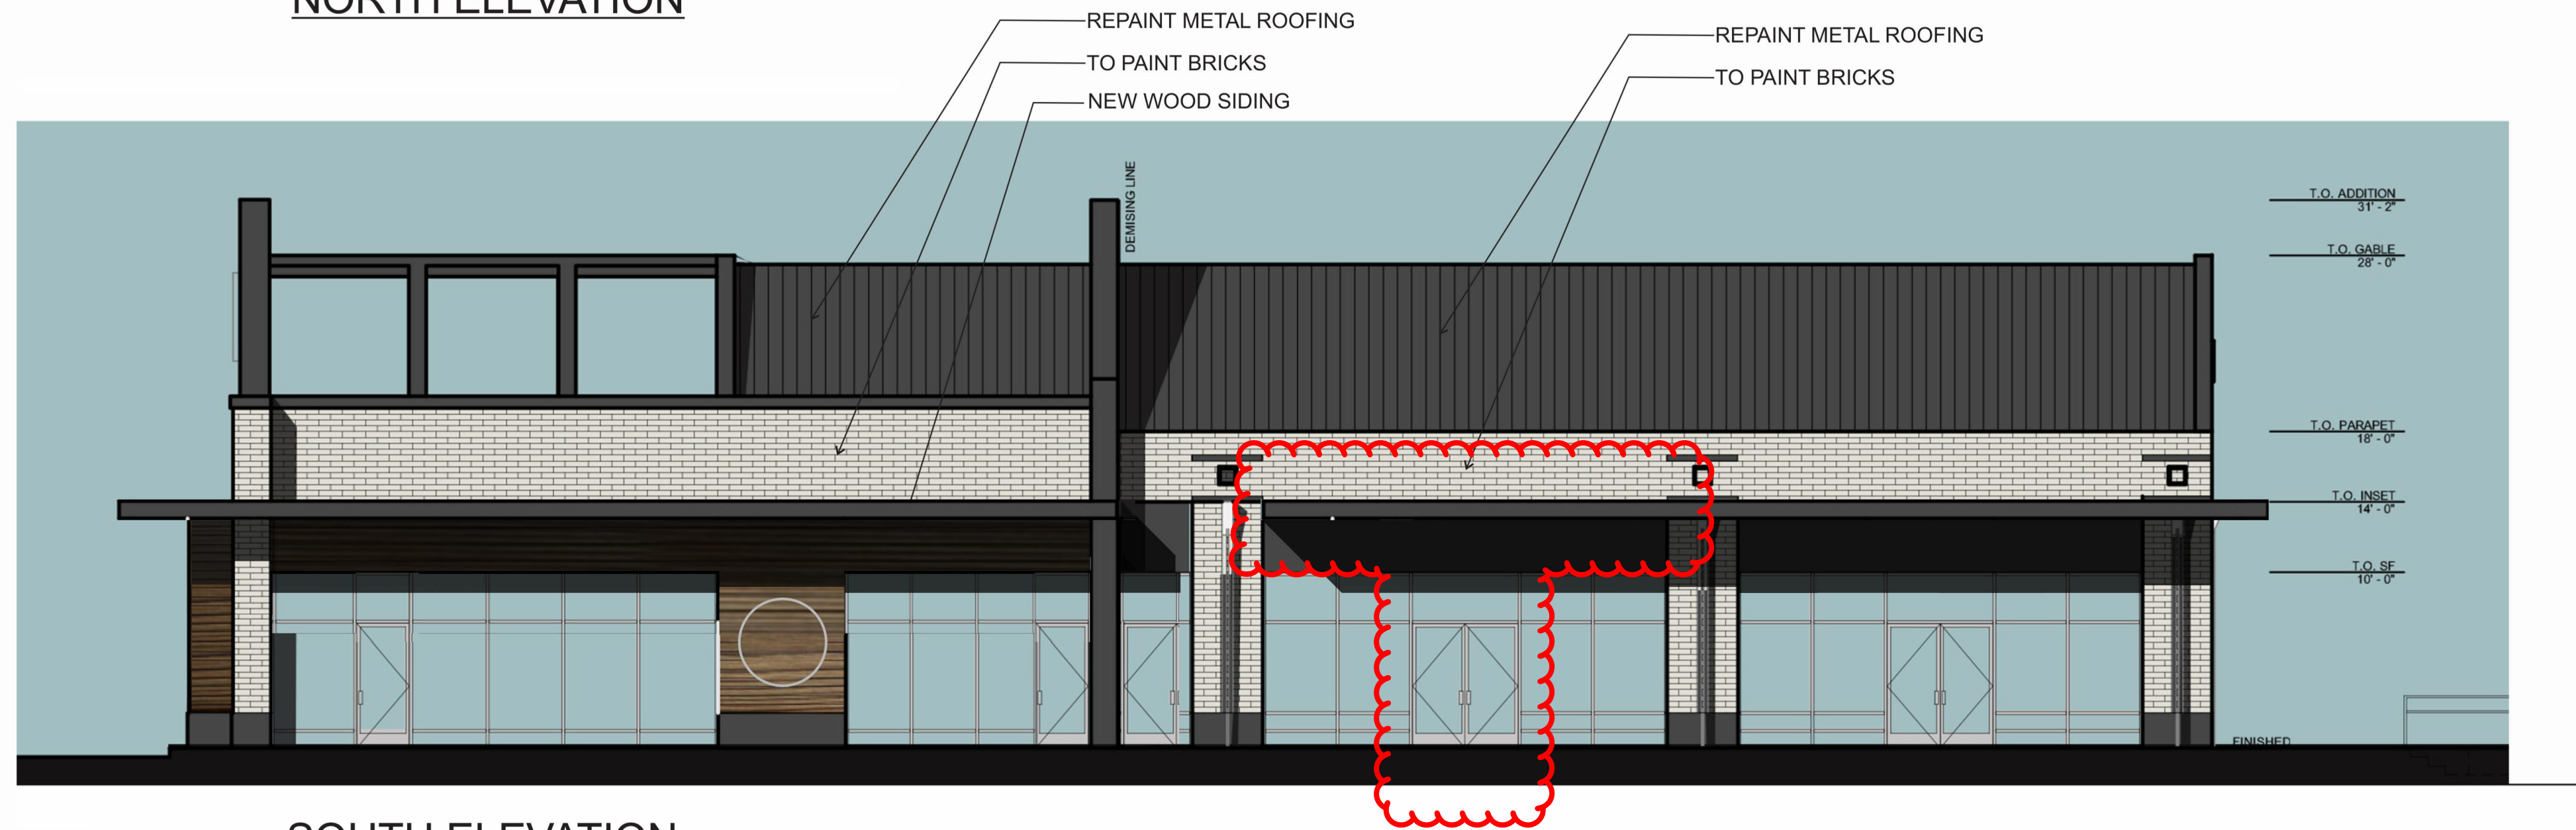 NORTH ELEVATION
REPAINT METAL ROOFING
TO PAINT BRICKS
NEW WOOD SIDING
REPAINT METAL ROOFING
TO PAINT BRICKS
DEMISING LINE
T.O. ADDITION
31' - 2"
T.O. GABLE
28' - 0"
T.O. PARAPET
18' - 0"
T.O. INSET
14' - 0"
T.O. SF
10' - 0"
FINISHED
SOUTH ELEVATION